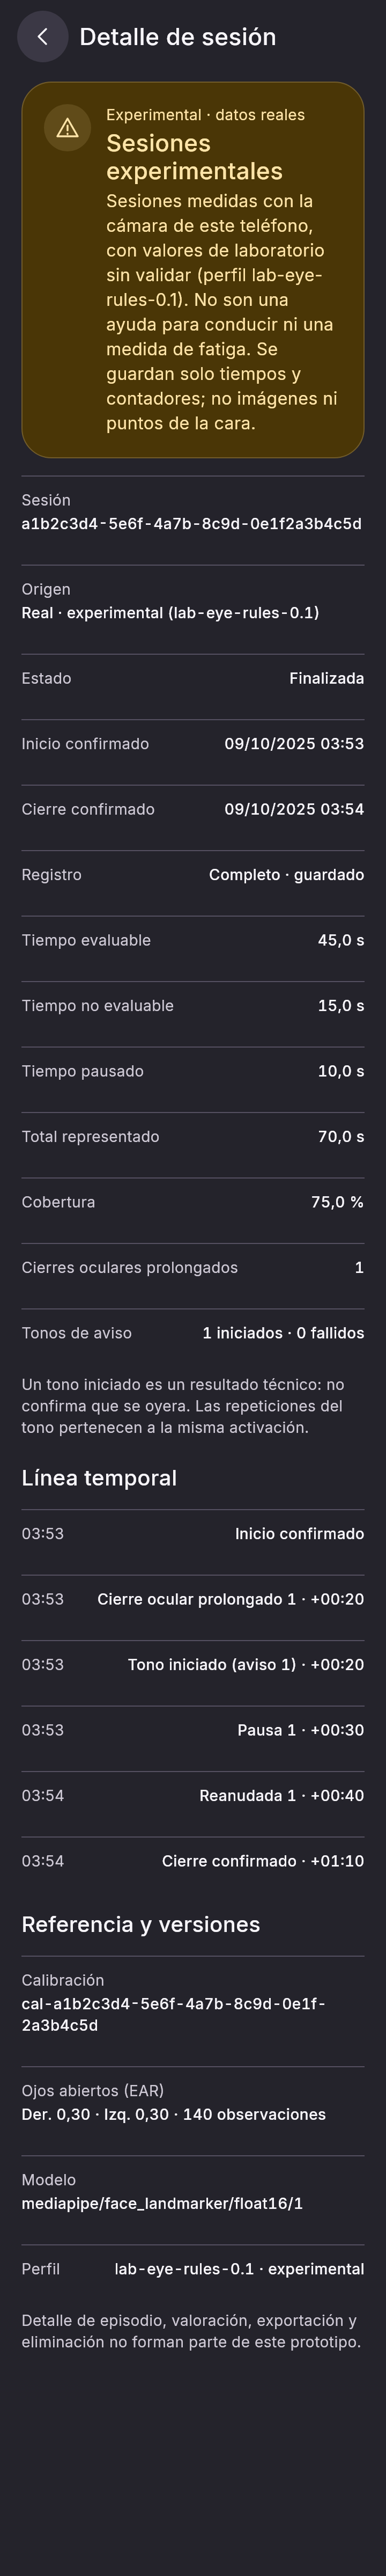 Detalle de sesión
Experimental · datos reales
Sesiones
experimentales
Sesiones medidas con la
cámara de este teléfono,
con valores de laboratorio
sin validar (perfil lab-eye-
rules-0.1). No son una
ayuda para conducir ni una
medida de fatiga. Se
guardan solo tiempos y
contadores; no imágenes ni
puntos de la cara.
Sesión
a1b2c3d4-5e6f-4a7b-8c9d-0e1f2a3b4c5d
Origen
Real · experimental (lab-eye-rules-0.1)
Estado Finalizada
Inicio confirmado 09/10/2025 03:53
Cierre confirmado 09/10/2025 03:54
Registro Completo · guardado
Tiempo evaluable 45,0 s
Tiempo no evaluable 15,0 s
Tiempo pausado 10,0 s
Total representado 70,0 s
Cobertura 75,0 %
Cierres oculares prolongados 1
Tonos de aviso 1 iniciados · 0 fallidos
Un tono iniciado es un resultado técnico: no
confirma que se oyera. Las repeticiones del
tono pertenecen a la misma activación.
Línea temporal
03:53 Inicio confirmado
03:53 Cierre ocular prolongado 1 · +00:20
03:53 Tono iniciado (aviso 1) · +00:20
03:53 Pausa 1 · +00:30
03:54 Reanudada 1 · +00:40
03:54 Cierre confirmado · +01:10
Referencia y versiones
Calibración
cal-a1b2c3d4-5e6f-4a7b-8c9d-0e1f-
2a3b4c5d
Ojos abiertos (EAR)
Der. 0,30 · Izq. 0,30 · 140 observaciones
Modelo
mediapipe/face_landmarker/float16/1
Perfil lab-eye-rules-0.1 · experimental
Detalle de episodio, valoración, exportación y
eliminación no forman parte de este prototipo.